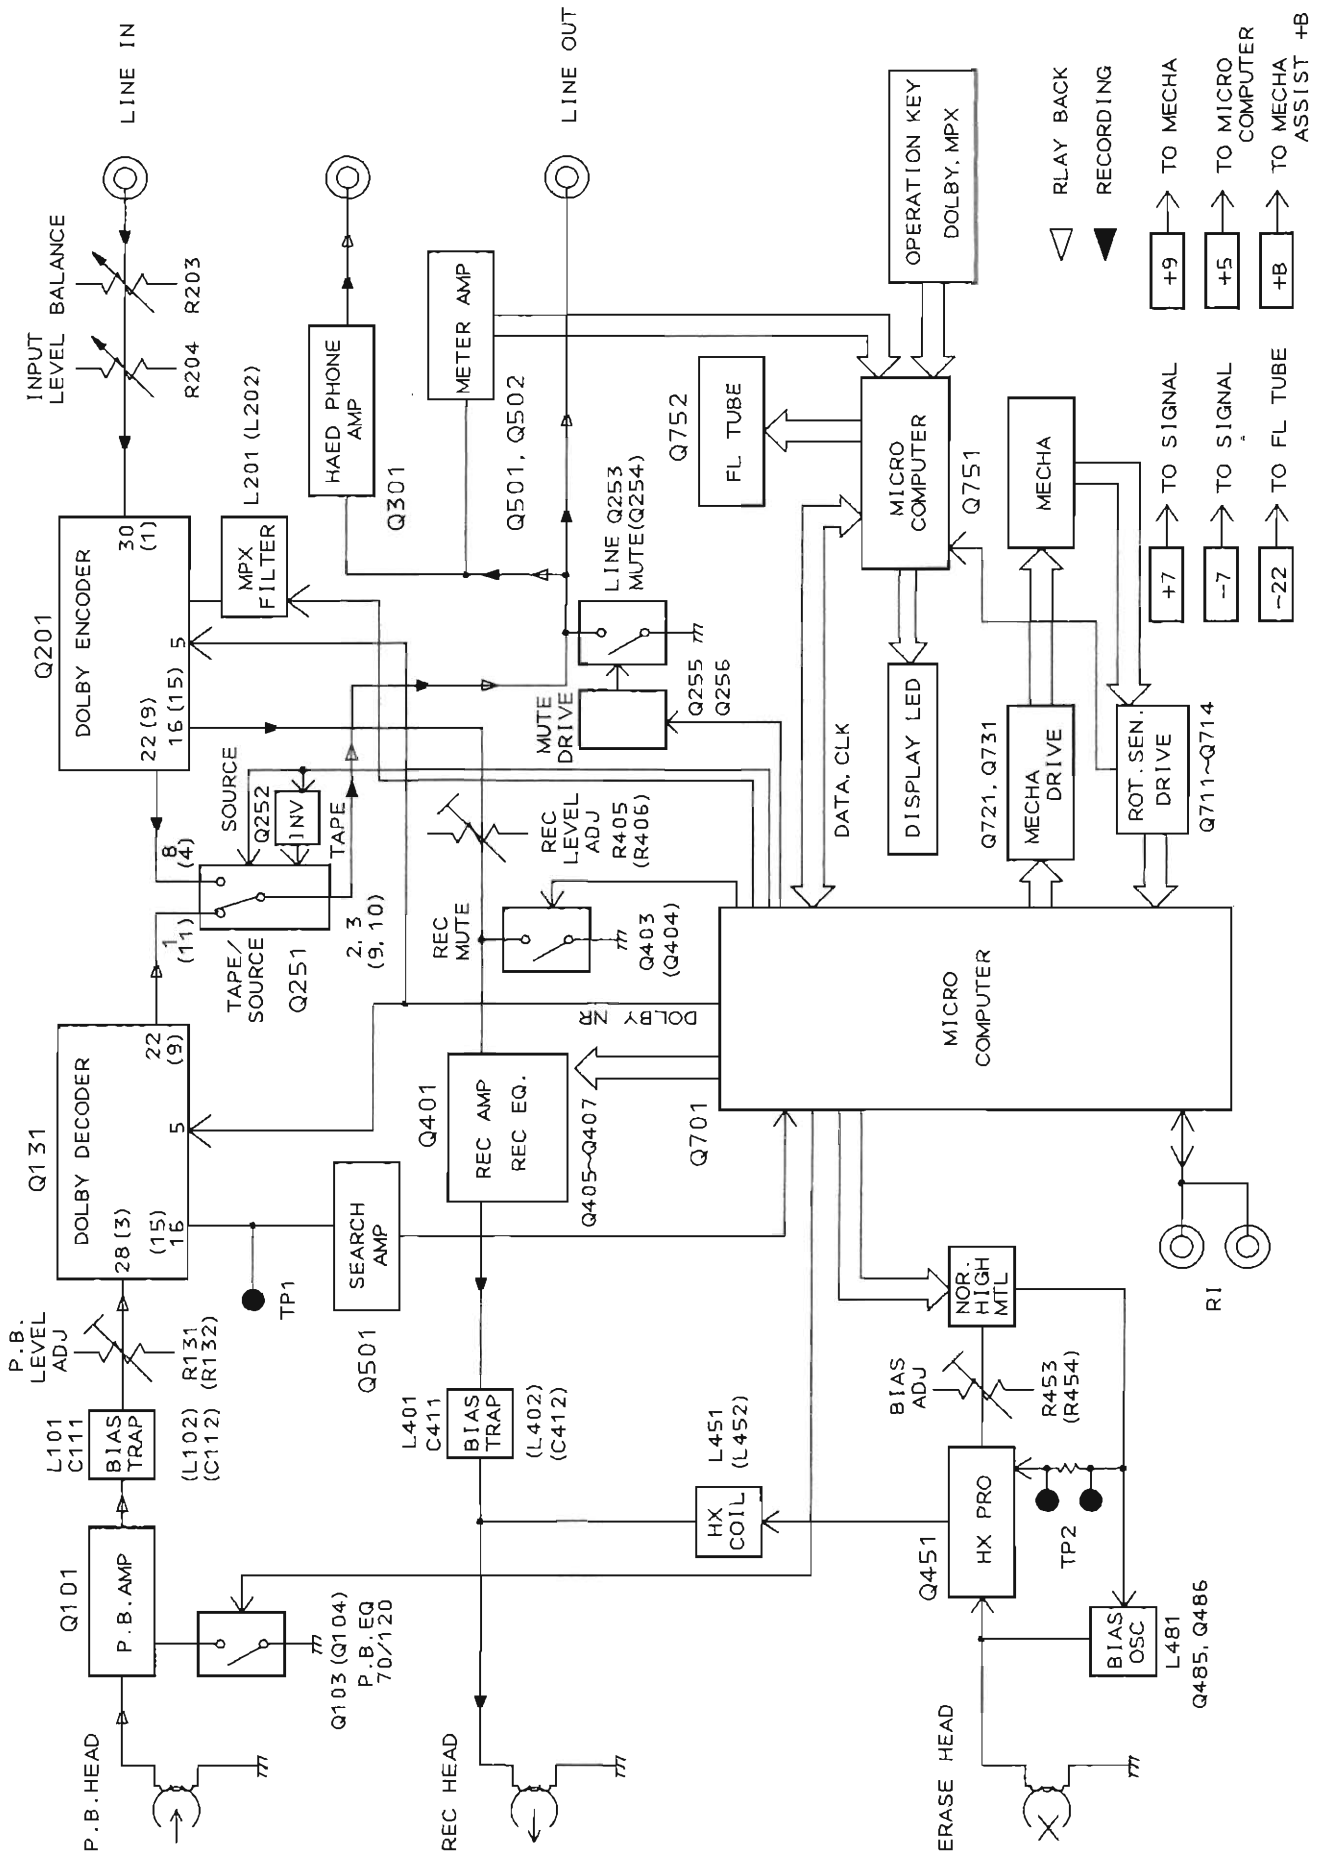 P.B.HEAD
Q101
P.B.AMP
Q103(Q104)
P.B.EQ
70/120
L101
C111
BIAS
TRAP
(L102)
(C112)
P.B.
LEVEL
ADJ
R131
(R132)
Q131
DOLBY DECODER
28(3)
(15)
16
5
22
(9)
TP1
Q501
SEARCH
AMP
1
(11)
8
(4)
TAPE/
SOURCE
Q251
SOURCE
Q252
INV
TAPE
2, 3
(9, 10)
Q201
DOLBY ENCODER
22(9)
16(15)
5
30
(1)
MPX
FILTER
L201(L202)
INPUT
LEVEL
BALANCE
R204
R203
LINE IN
HAED PHONE
AMP
Q301
METER AMP
Q501, Q502
LINE OUT
LINE Q253
MUTE(Q254)
MUTE
DRIVE
Q255
Q256
REC HEAD
L401
C411
BIAS
TRAP
(L402)
(C412)
Q401
REC AMP
REC EQ.
Q405~Q407
REC
MUTE
Q403
(Q404)
REC
LEVEL
ADJ
R405
(R406)
DOLBY NR
Q701
MICRO
COMPUTER
DATA, CLK
Q752
FL TUBE
MICRO
COMPUTER
Q751
OPERATION KEY
DOLBY, MPX
DISPLAY LED
Q721, Q731
MECHA
DRIVE
MECHA
ROT. SEN.
DRIVE
Q711~Q714
L451
(L452)
HX
COIL
Q451
HX PRO
TP2
BIAS
ADJ
R453
(R454)
NOR.
HIGH
MTL
ERASE HEAD
BIAS
OSC
L481
Q485, Q486
RI
RLAY BACK
RECORDING
+7 TO SIGNAL
+9 TO MECHA
-7 TO SIGNAL
+5 TO MICRO
COMPUTER
~22 TO FL TUBE
+B TO MECHA
ASSIST +B